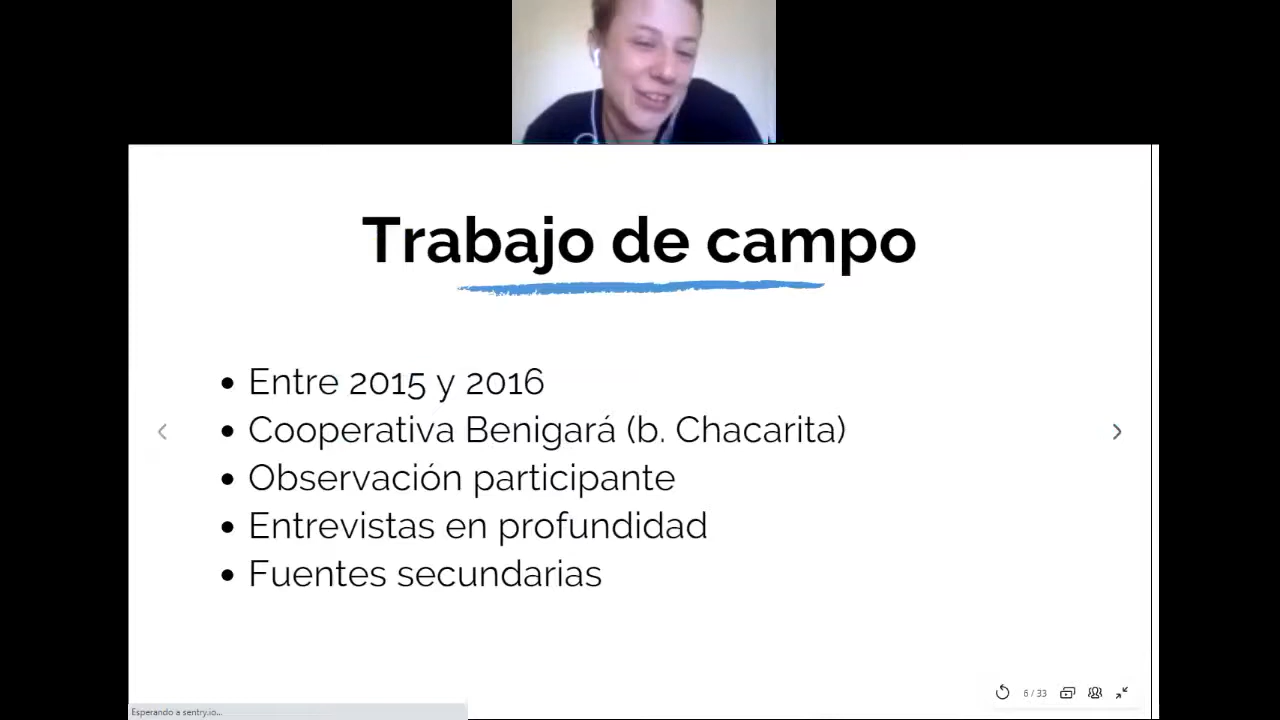 Trabajo de campo
Entre 2015 y 2016
Cooperativa Benigará (b. Chacarita)
Observación participante
Entrevistas en profundidad
Fuentes secundarias
6 / 33
Esperando a sentry.io...